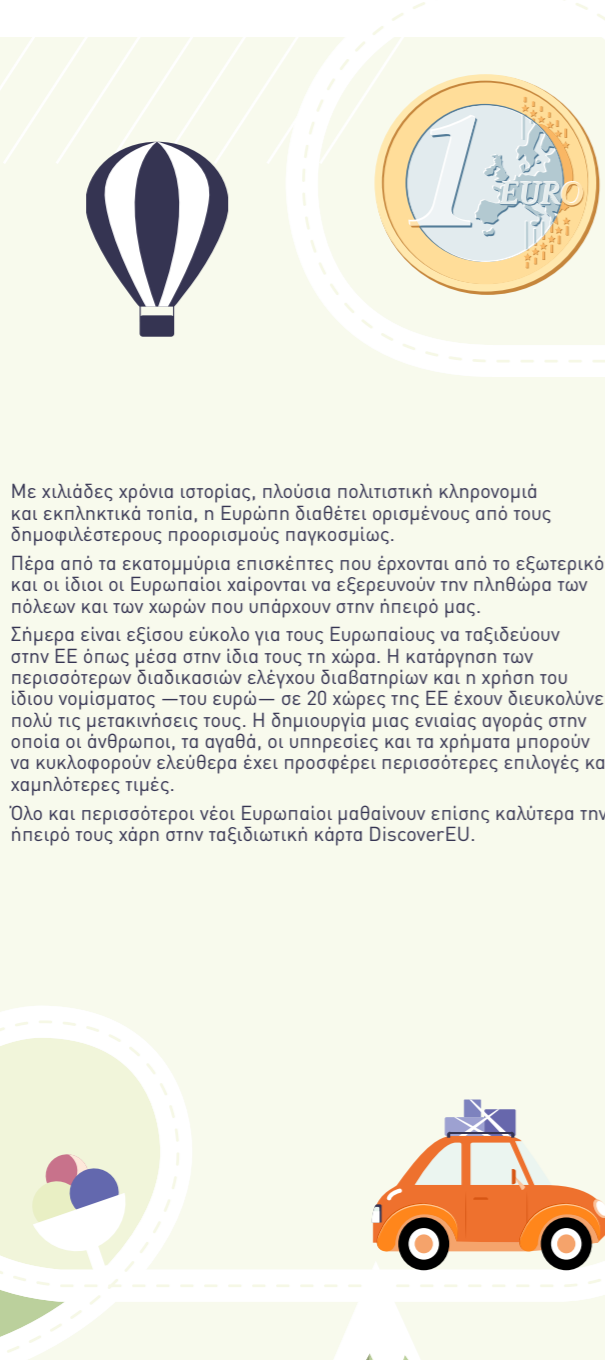 1 EURO
Με χιλιάδες χρόνια ιστορίας, πλούσια πολιτιστική κληρονομιά
και εκπληκτικά τοπία, η Ευρώπη διαθέτει ορισμένους από τους
δημοφιλέστερους προορισμούς παγκοσμίως.
Πέρα από τα εκατομμύρια επισκέπτες που έρχονται από το εξωτερικό
και οι ίδιοι οι Ευρωπαίοι χαίρονται να εξερευνούν την πληθώρα των
πόλεων και των χωρών που υπάρχουν στην ήπειρό μας.
Σήμερα είναι εξίσου εύκολο για τους Ευρωπαίους να ταξιδεύουν
στην ΕΕ όπως μέσα στην ίδια τους τη χώρα. Η κατάργηση των
περισσότερων διαδικασιών ελέγχου διαβατηρίων και η χρήση του
ίδιου νομίσματος —του ευρώ— σε 20 χώρες της ΕΕ έχουν διευκολύνε
πολύ τις μετακινήσεις τους. Η δημιουργία μιας ενιαίας αγοράς στην
οποία οι άνθρωποι, τα αγαθά, οι υπηρεσίες και τα χρήματα μπορούν
να κυκλοφορούν ελεύθερα έχει προσφέρει περισσότερες επιλογές κα
χαμηλότερες τιμές.
Όλο και περισσότεροι νέοι Ευρωπαίοι μαθαίνουν επίσης καλύτερα την
ήπειρό τους χάρη στην ταξιδιωτική κάρτα DiscoverEU.